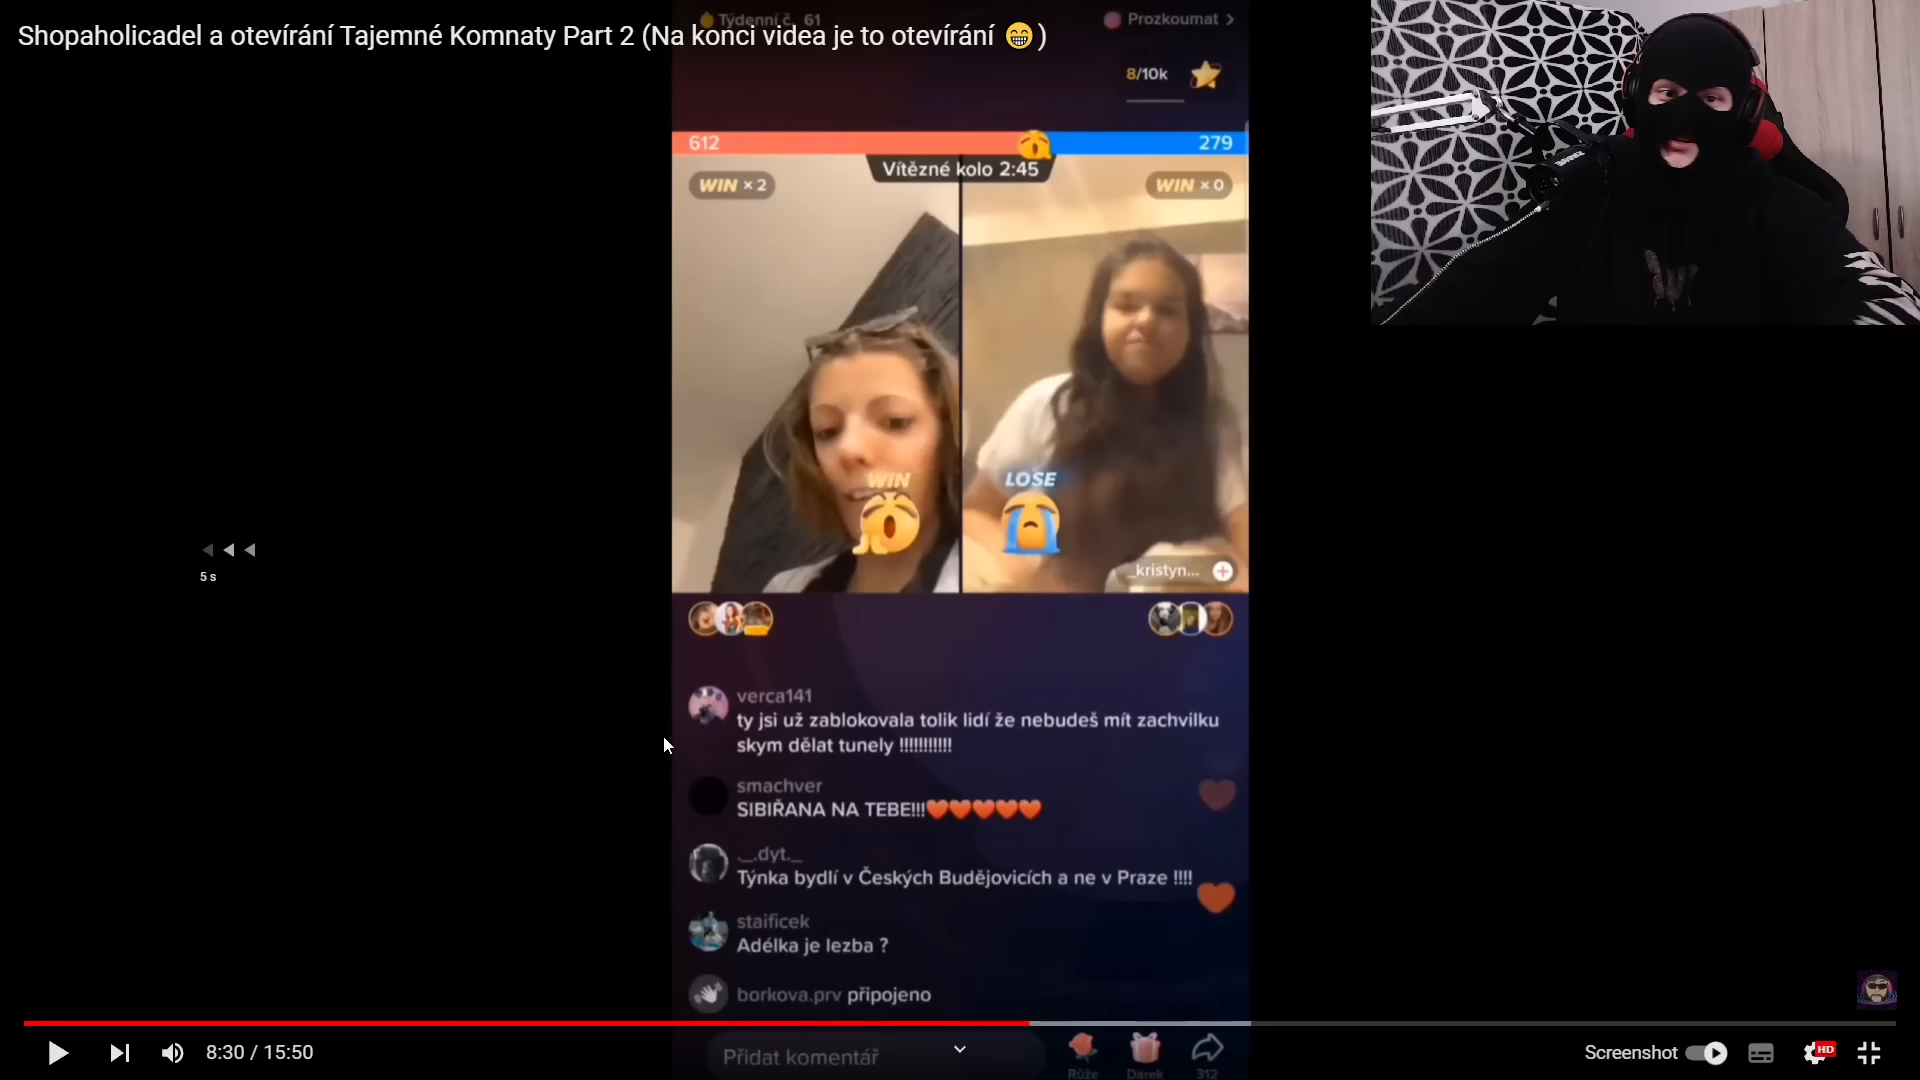 Shopaholicadel a otevírání Tajemné Komnaty Part 2 (Na konci videa je to otevírání 😁)
Týdenní č. 61
Prozkoumat >
8/10k
612
279
Vítězné kolo 2:45
WIN × 2
WIN × 0
WIN
LOSE
5 s
_kristyn...
verca141
ty jsi už zablokovala tolik lidí že nebudeš mít zachvilku
skym dělat tunely !!!!!!!!!!!
smachver
SIBIŘANA NA TEBE!!!❤❤❤❤❤
._.dyt._
Týnka bydlí v Českých Budějovicích a ne v Praze !!!!
staificek
Adélka je lezba ?
borkova.prv připojeno
Přidat komentář
Růže
Dárek
312
8:30 / 15:50
Screenshot
HD